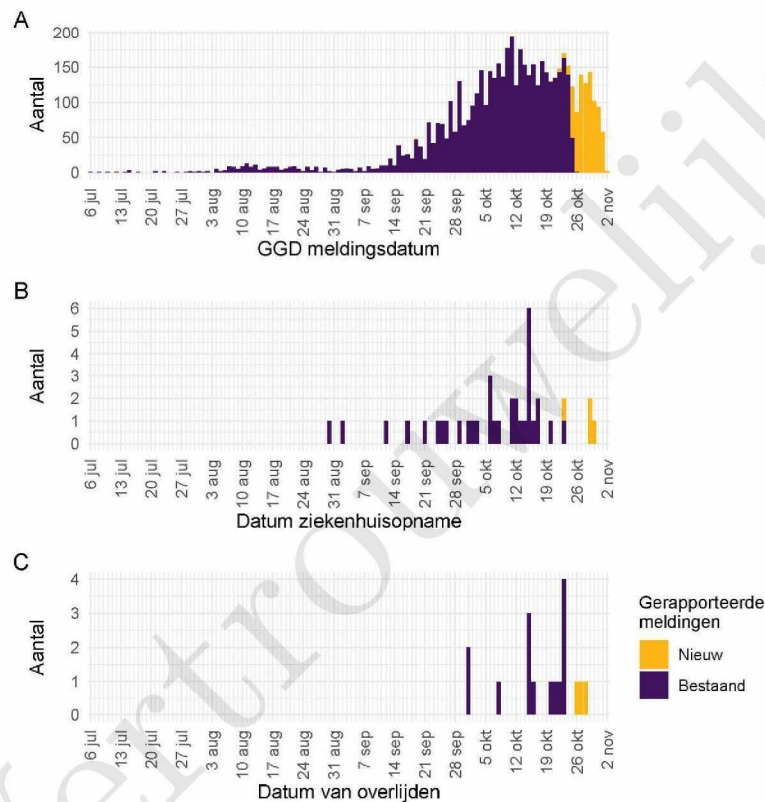 A
200
150
100
50
0
Aantal
6 jul
13 jul
20 jul
27 jul
3 aug
10 aug
17 aug
24 aug
31 aug
7 sep
14 sep
21 sep
28 sep
5 okt
12 okt
19 okt
26 okt
2 nov
GGD meldingsdatum
B
6
5
4
3
2
1
0
Aantal
6 jul
13 jul
20 jul
27 jul
3 aug
10 aug
17 aug
24 aug
31 aug
7 sep
14 sep
21 sep
28 sep
5 okt
12 okt
19 okt
26 okt
2 nov
Datum ziekenhuisopname
C
4
3
2
1
0
Aantal
6 jul
13 jul
20 jul
27 jul
3 aug
10 aug
17 aug
24 aug
31 aug
7 sep
14 sep
21 sep
28 sep
5 okt
12 okt
19 okt
26 okt
2 nov
Datum van overlijden
Gerapporteerde
meldingen
Nieuw
Bestaand